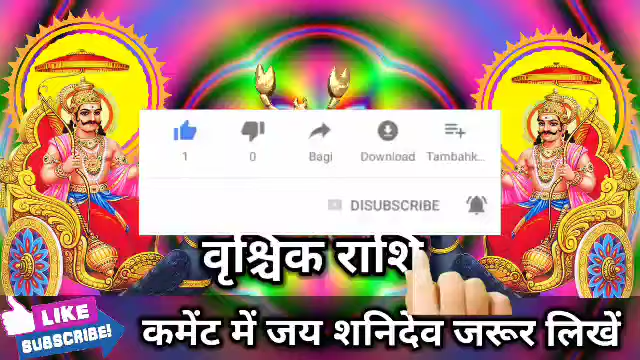 1 0 Bagi Download Tambahk...
DISUBSCRIBE
वृश्चिक राशि
LIKE
SUBSCRIBE!
कमेंट में जय शनिदेव जरूर लिखें